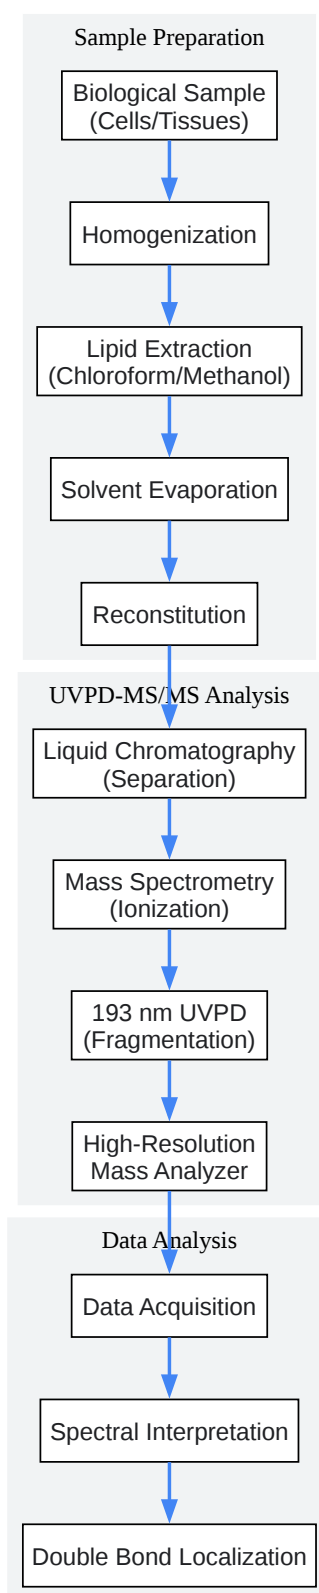 Sample Preparation
Biological Sample
(Cells/Tissues)
Homogenization
Lipid Extraction
(Chloroform/Methanol)
Solvent Evaporation
Reconstitution
UVPD-MS/MS Analysis
Liquid Chromatography
(Separation)
Mass Spectrometry
(Ionization)
193 nm UVPD
(Fragmentation)
High-Resolution
Mass Analyzer
Data Analysis
Data Acquisition
Spectral Interpretation
Double Bond Localization